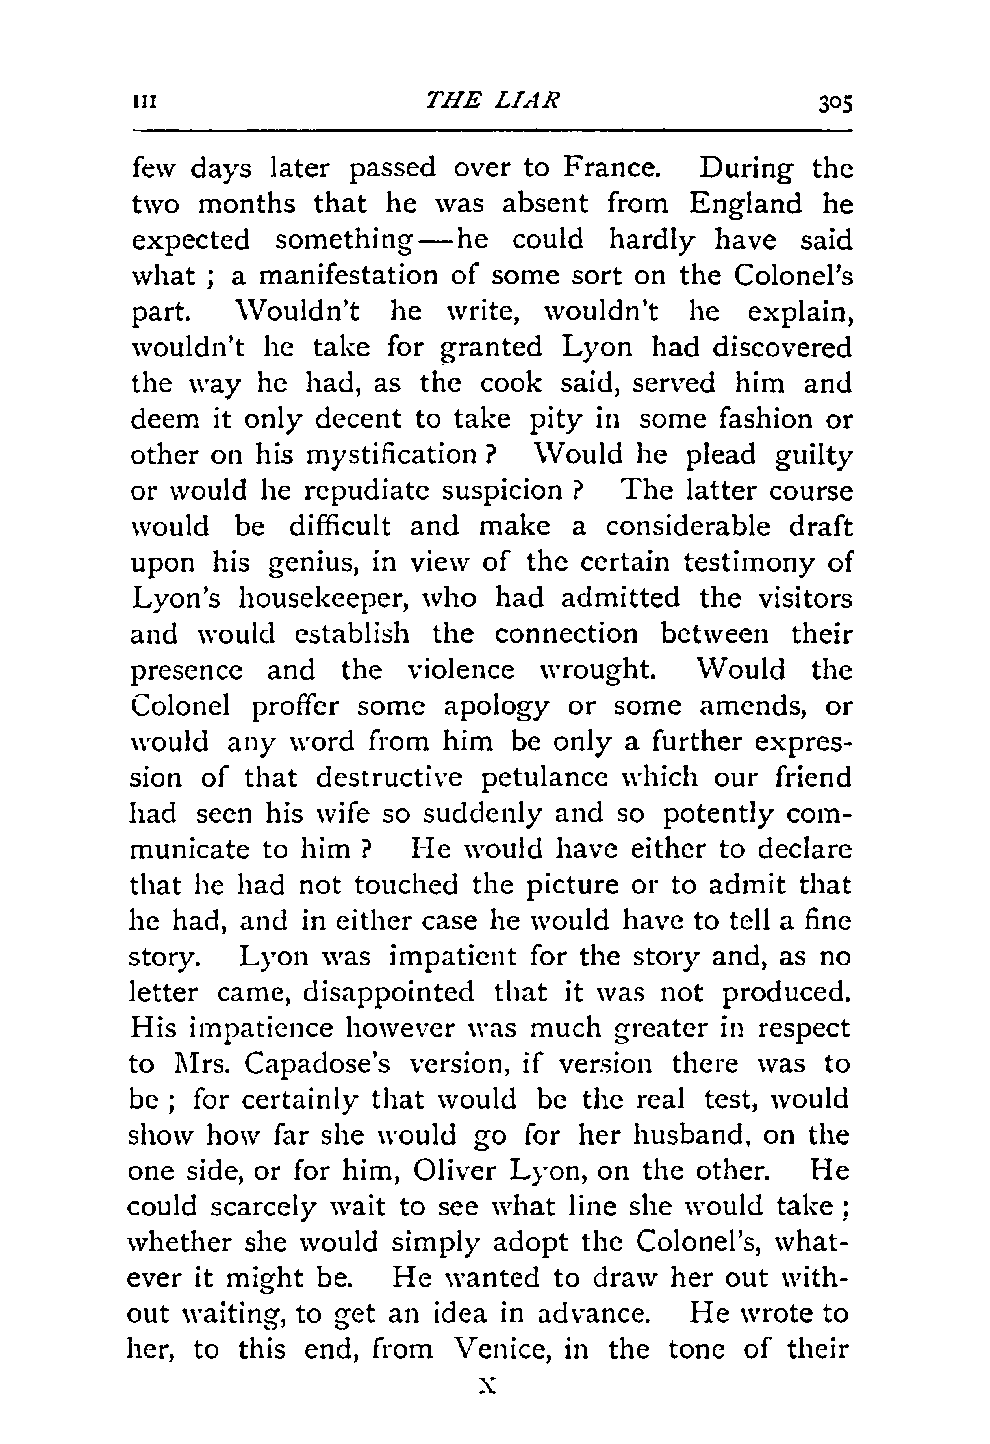 III THE LIAR 305
few days later passed over to France. During the
two months that he was absent from England he
expected something—he could hardly have said
what ; a manifestation of some sort on the Colonel's
part. Wouldn't he write, wouldn't he explain,
wouldn't he take for granted Lyon had discovered
the way he had, as the cook said, served him and
deem it only decent to take pity in some fashion or
other on his mystification ? Would he plead guilty
or would he repudiate suspicion ? The latter course
would be difficult and make a considerable draft
upon his genius, in view of the certain testimony of
Lyon's housekeeper, who had admitted the visitors
and would establish the connection between their
presence and the violence wrought. Would the
Colonel proffer some apology or some amends, or
would any word from him be only a further expres-
sion of that destructive petulance which our friend
had seen his wife so suddenly and so potently com-
municate to him ? He would have either to declare
that he had not touched the picture or to admit that
he had, and in either case he would have to tell a fine
story. Lyon was impatient for the story and, as no
letter came, disappointed that it was not produced.
His impatience however was much greater in respect
to Mrs. Capadose's version, if version there was to
be ; for certainly that would be the real test, would
show how far she would go for her husband, on the
one side, or for him, Oliver Lyon, on the other. He
could scarcely wait to see what line she would take ;
whether she would simply adopt the Colonel's, what-
ever it might be. He wanted to draw her out with-
out waiting, to get an idea in advance. He wrote to
her, to this end, from Venice, in the tone of their
X